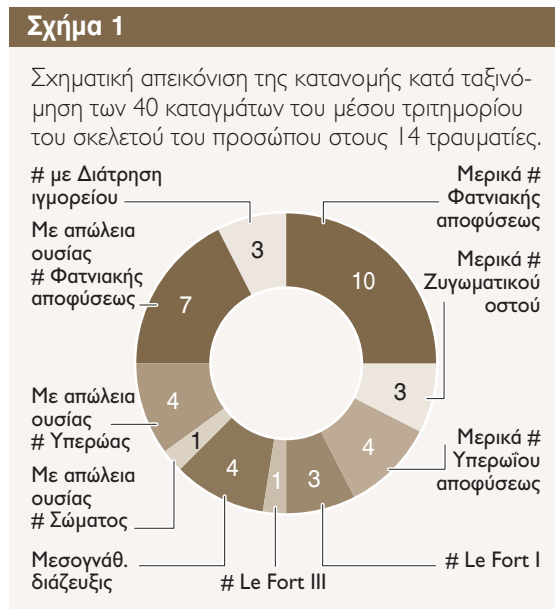 Σχήμα 1
Σχηματική απεικόνιση της κατανομής κατά ταξινό-
μηση των 40 καταγμάτων του μέσου τριτημορίου
του σκελετού του προσώπου στους 14 τραυματίες.
# με Διάτρηση
ιγμορείου
Με απώλεια
ουσίας
# Φατνιακής
αποφύσεως
Με απώλεια
ουσίας
# Υπερώας
Με απώλεια
ουσίας
# Σώματος
Μεσογνάθ.
διάζευξις
# Le Fort III
# Le Fort I
Μερικά #
Υπερωΐου
αποφύσεως
Μερικά #
Ζυγωματικού
οστού
Μερικά #
Φατνιακής
αποφύσεως
3
7
4
1
4
1
3
4
3
10